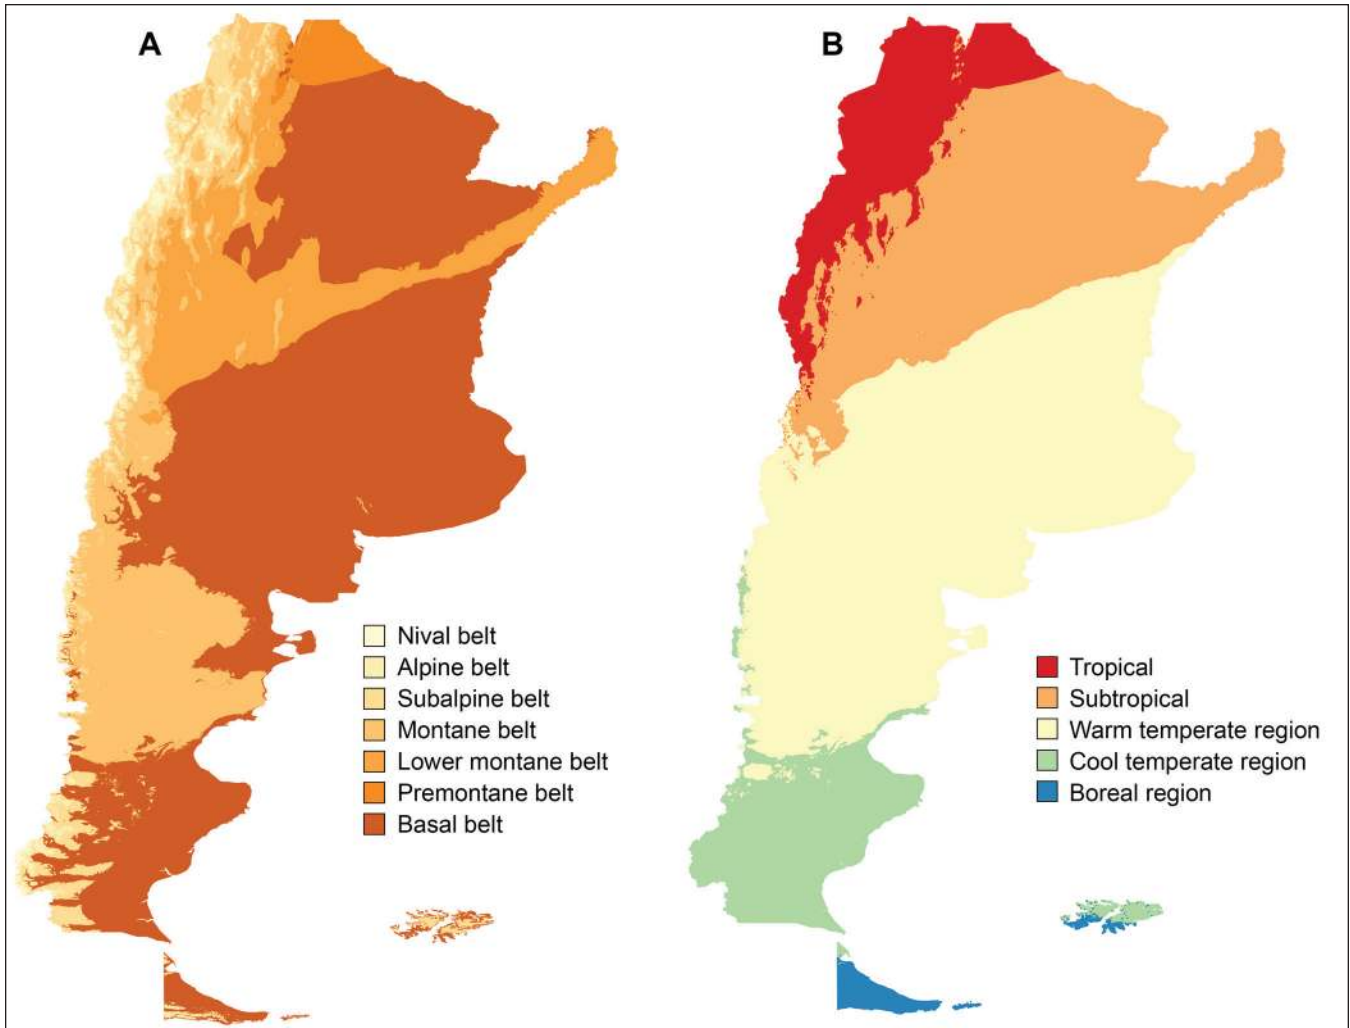 A
B
Nival belt
Alpine belt
Subalpine belt
Montane belt
Lower montane belt
Premontane belt
Basal belt
Tropical
Subtropical
Warm temperate region
Cool temperate region
Boreal region